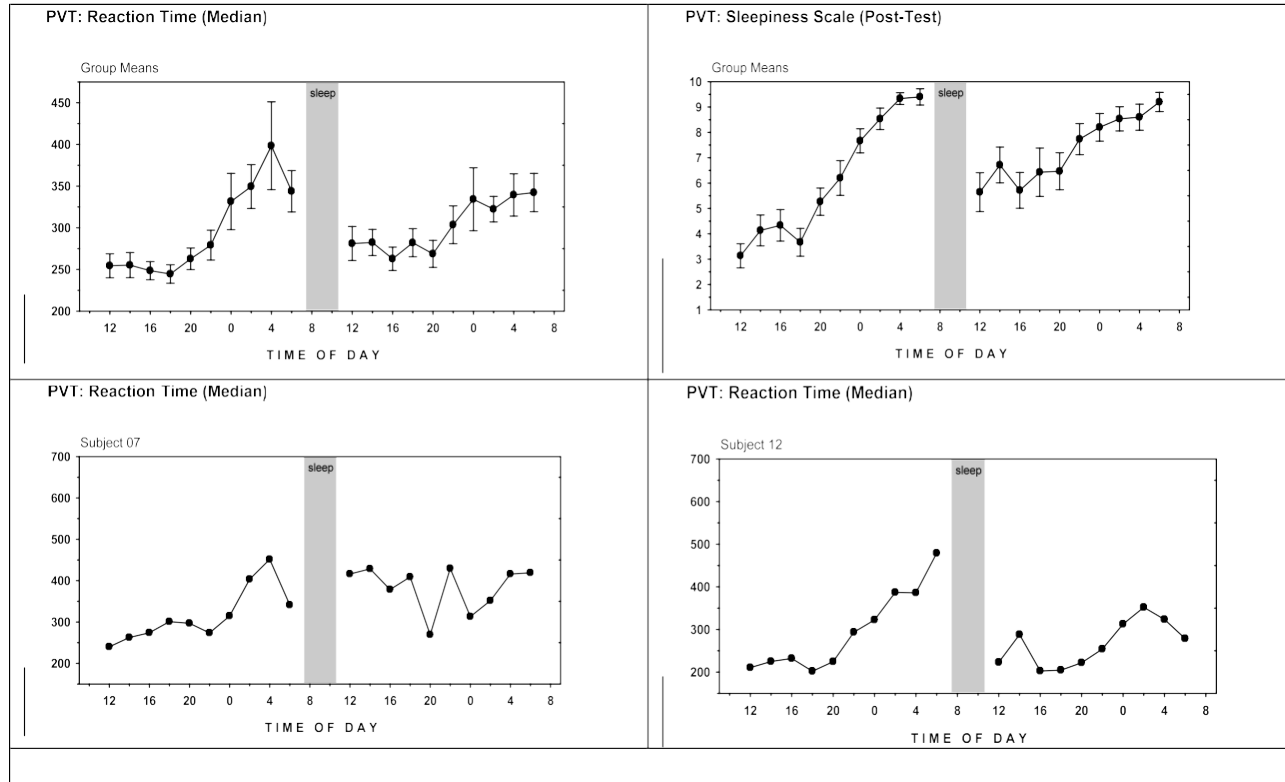 PVT: Reaction Time (Median)
Group Means
sleep
450
400
350
300
250
200
12 16 20 0 4 8 12 16 20 0 4 8
TIME OF DAY
PVT: Sleepiness Scale (Post-Test)
Group Means
sleep
10
9
8
7
6
5
4
3
2
1
12 16 20 0 4 8 12 16 20 0 4 8
TIME OF DAY
PVT: Reaction Time (Median)
Subject 07
sleep
700
600
500
400
300
200
12 16 20 0 4 8 12 16 20 0 4 8
TIME OF DAY
PVT: Reaction Time (Median)
Subject 12
sleep
700
600
500
400
300
200
12 16 20 0 4 8 12 16 20 0 4 8
TIME OF DAY